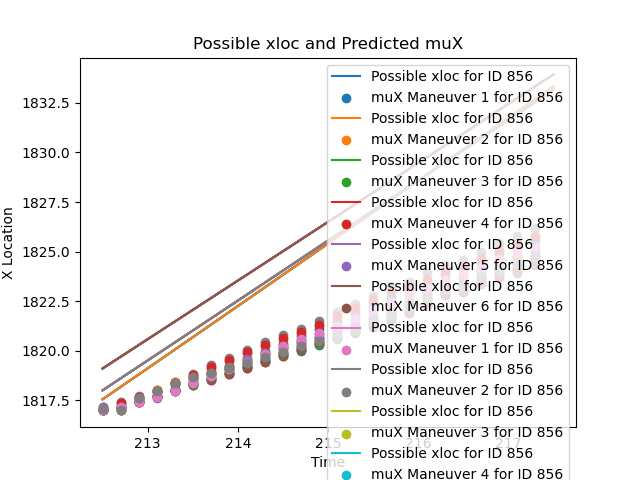 Possible xloc and Predicted muX
X Location
1832.5
1830.0
1827.5
1825.0
1822.5
1820.0
1817.5
Possible xloc for ID 856
muX Maneuver 1 for ID 856
Possible xloc for ID 856
muX Maneuver 2 for ID 856
Possible xloc for ID 856
muX Maneuver 3 for ID 856
Possible xloc for ID 856
muX Maneuver 4 for ID 856
Possible xloc for ID 856
muX Maneuver 5 for ID 856
Possible xloc for ID 856
muX Maneuver 6 for ID 856
Possible xloc for ID 856
muX Maneuver 1 for ID 856
Possible xloc for ID 856
muX Maneuver 2 for ID 856
Possible xloc for ID 856
muX Maneuver 3 for ID 856
Possible xloc for ID 856
muX Maneuver 4 for ID 856
213 214 215 216 217
Time